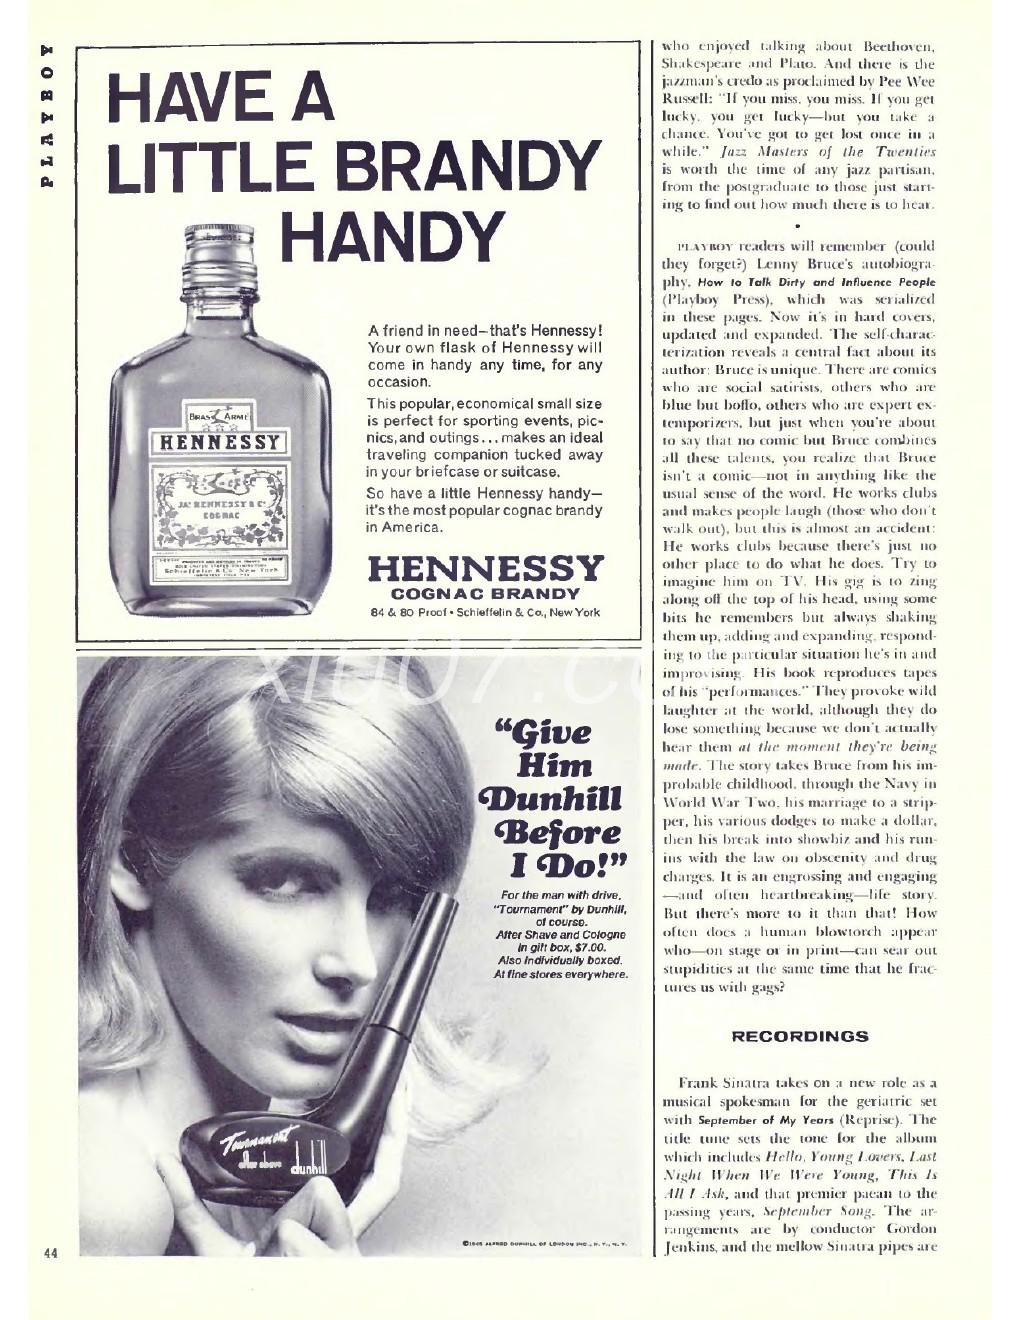 PLAYBOY
HAVE A
LITTLE BRANDY
HANDY
BRAS ARMÉ
HENNESSY
JAS HENNESSY & Co
COGNAC
Schieffelin & Co. New York
A friend in need—that's Hennessy!
Your own flask of Hennessy will
come in handy any time, for any
occasion.
This popular, economical small size
is perfect for sporting events, pic-
nics, and outings... makes an ideal
traveling companion tucked away
in your briefcase or suitcase.
So have a little Hennessy handy—
it's the most popular cognac brandy
in America.
HENNESSY
COGNAC BRANDY
84 & 80 Proof • Schieffelin & Co., New York
"Give
Him
Dunhill
Before
I Do!"
For the man with drive,
"Tournament" by Dunhill,
of course.
After Shave and Cologne
in gift box, $7.00.
Also individually boxed.
At fine stores everywhere.
Tournament
after shave
dunhill
©1965 ALFRED DUNHILL OF LONDON INC., N. Y., N. Y.
44
who enjoyed talking about Beethoven,
Shakespeare and Plato. And there is the
jazzman's credo as proclaimed by Pee Wee
Russell: "If you miss, you miss. If you get
lucky, you get lucky—but you take a
chance. You've got to get lost once in a
while." Jazz Masters of the Twenties
is worth the time of any jazz partisan,
from the postgraduate to those just start-
ing to find out how much there is to hear.
•
PLAYBOY readers will remember (could
they forget?) Lenny Bruce's autobiogra-
phy, How to Talk Dirty and Influence People
(Playboy Press), which was serialized
in these pages. Now it's in hard covers,
updated and expanded. The self-charac-
terization reveals a central fact about its
author: Bruce is unique. There are comics
who are social satirists, others who are
blue but boffo, others who are expert ex-
temporizers, but just when you're about
to say that no comic but Bruce combines
all these talents, you realize that Bruce
isn't a comic—not in anything like the
usual sense of the word. He works clubs
and makes people laugh (those who don't
walk out), but this is almost an accident:
He works clubs because there's just no
other place to do what he does. Try to
imagine him on TV. His gig is to zing
along off the top of his head, using some
bits he remembers but always shaking
them up, adding and expanding, respond-
ing to the particular situation he's in and
improvising. His book reproduces tapes
of his "performances." They provoke wild
laughter at the world, although they do
lose something because we don't actually
hear them at the moment they're being
made. The story takes Bruce from his im-
probable childhood, through the Navy in
World War Two, his marriage to a strip-
per, his various dodges to make a dollar,
then his break into showbiz and his run-
ins with the law on obscenity and drug
charges. It is an engrossing and engaging
—and often heartbreaking—life story.
But there's more to it than that! How
often does a human blowtorch appear
who—on stage or in print—can sear out
stupidities at the same time that he frac-
tures us with gags?
RECORDINGS
Frank Sinatra takes on a new role as a
musical spokesman for the geriatric set
with September of My Years (Reprise). The
title tune sets the tone for the album
which includes Hello, Young Lovers, Last
Night When We Were Young, This Is
All I Ask, and that premier paean to the
passing years, September Song. The ar-
rangements are by conductor Gordon
Jenkins, and the mellow Sinatra pipes are